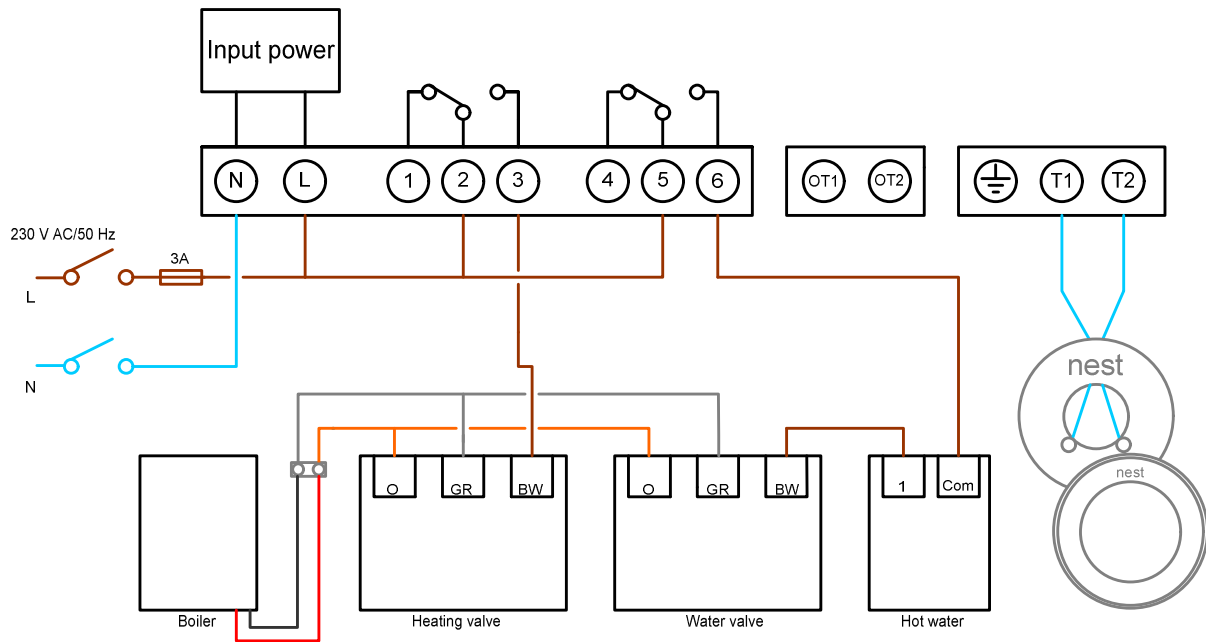 Input power
N L 1 2 3 4 5 6 OT1 OT2 T1 T2
230 V AC/50 Hz
3A
L
N
nest
nest
O GR BW O GR BW 1 Com
Boiler Heating valve Water valve Hot water